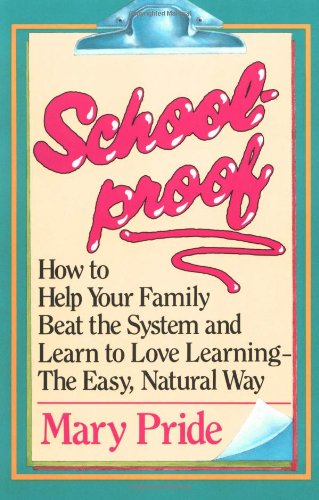 School-
proof
How to
Help Your Family
Beat the System and
Learn to Love Learning–
The Easy, Natural Way
Mary Pride